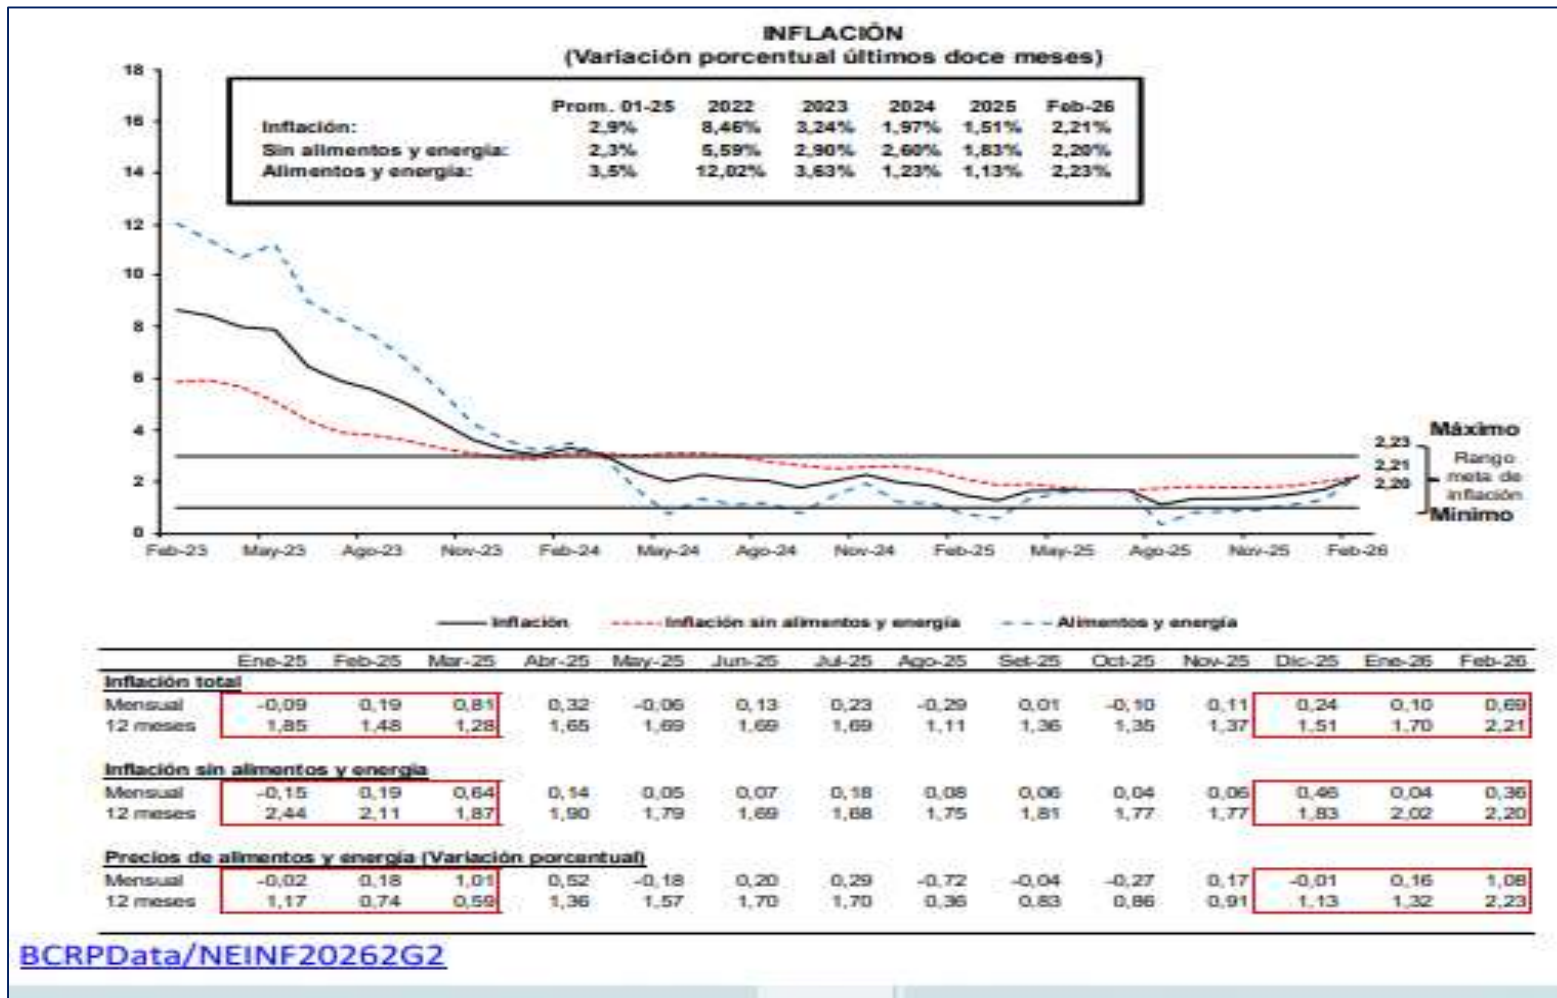 INFLACIÓN
(Variación porcentual últimos doce meses)
Prom. 01-25 2022 2023 2024 2025 Feb-26
Inflación: 2,9% 8,46% 3,24% 1,97% 1,51% 2,21%
Sin alimentos y energía: 2,3% 5,59% 2,90% 2,60% 1,83% 2,20%
Alimentos y energía: 3,5% 12,02% 3,63% 1,23% 1,13% 2,23%
18
16
14
12
10
8
6
4
2
0
2,23
2,21
2,20
Máximo
Rango
meta de
inflación
Mínimo
Feb-23 May-23 Ago-23 Nov-23 Feb-24 May-24 Ago-24 Nov-24 Feb-25 May-25 Ago-25 Nov-25 Feb-26
Inflación Inflación sin alimentos y energía Alimentos y energía
Ene-25 Feb-25 Mar-25 Abr-25 May-25 Jun-25 Jul-25 Ago-25 Set-25 Oct-25 Nov-25 Dic-25 Ene-26 Feb-26
Inflación total
Mensual -0,09 0,19 0,81 0,32 -0,06 0,13 0,23 -0,29 0,01 -0,10 0,11 0,24 0,10 0,69
12 meses 1,85 1,48 1,28 1,65 1,69 1,69 1,69 1,11 1,36 1,35 1,37 1,51 1,70 2,21
Inflación sin alimentos y energía
Mensual -0,15 0,19 0,64 0,14 0,05 0,07 0,18 0,08 0,06 0,04 0,06 0,46 0,04 0,36
12 meses 2,44 2,11 1,87 1,90 1,79 1,69 1,68 1,75 1,81 1,77 1,77 1,83 2,02 2,20
Precios de alimentos y energía (Variación porcentual)
Mensual -0,02 0,18 1,01 0,52 -0,18 0,20 0,29 -0,72 -0,04 -0,27 0,17 -0,01 0,16 1,08
12 meses 1,17 0,74 0,59 1,36 1,57 1,70 1,70 0,36 0,83 0,86 0,91 1,13 1,32 2,23
BCRPData/NEINF20262G2